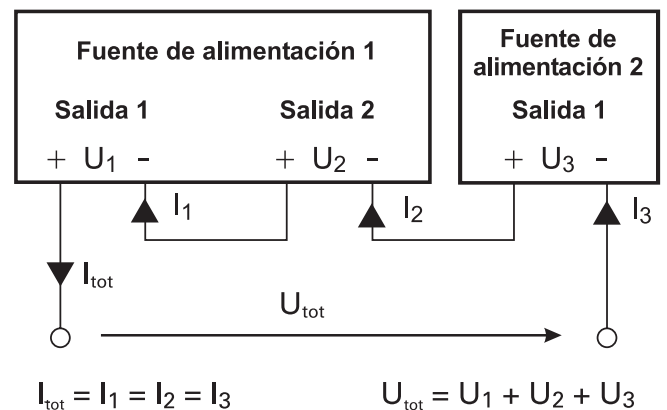 Fuente de alimentación 1
Salida 1 Salida 2
+ U1 - + U2 -
Fuente de
alimentación 2
Salida 1
+ U3 -
I1 I2 I3
Itot
Utot
Itot = I1 = I2 = I3 Utot = U1 + U2 + U3